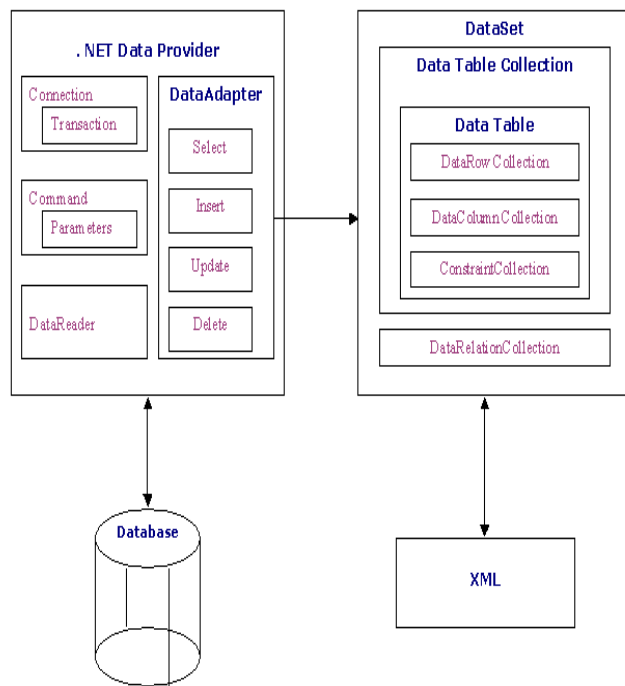 . NET Data Provider
Connection
Transaction
Command
Parameters
DataReader
DataAdapter
Select
Insert
Update
Delete
DataSet
Data Table Collection
Data Table
DataRow Collection
DataColumnCollection
ConstraintCollection
DataRelationCollection
Database
XML